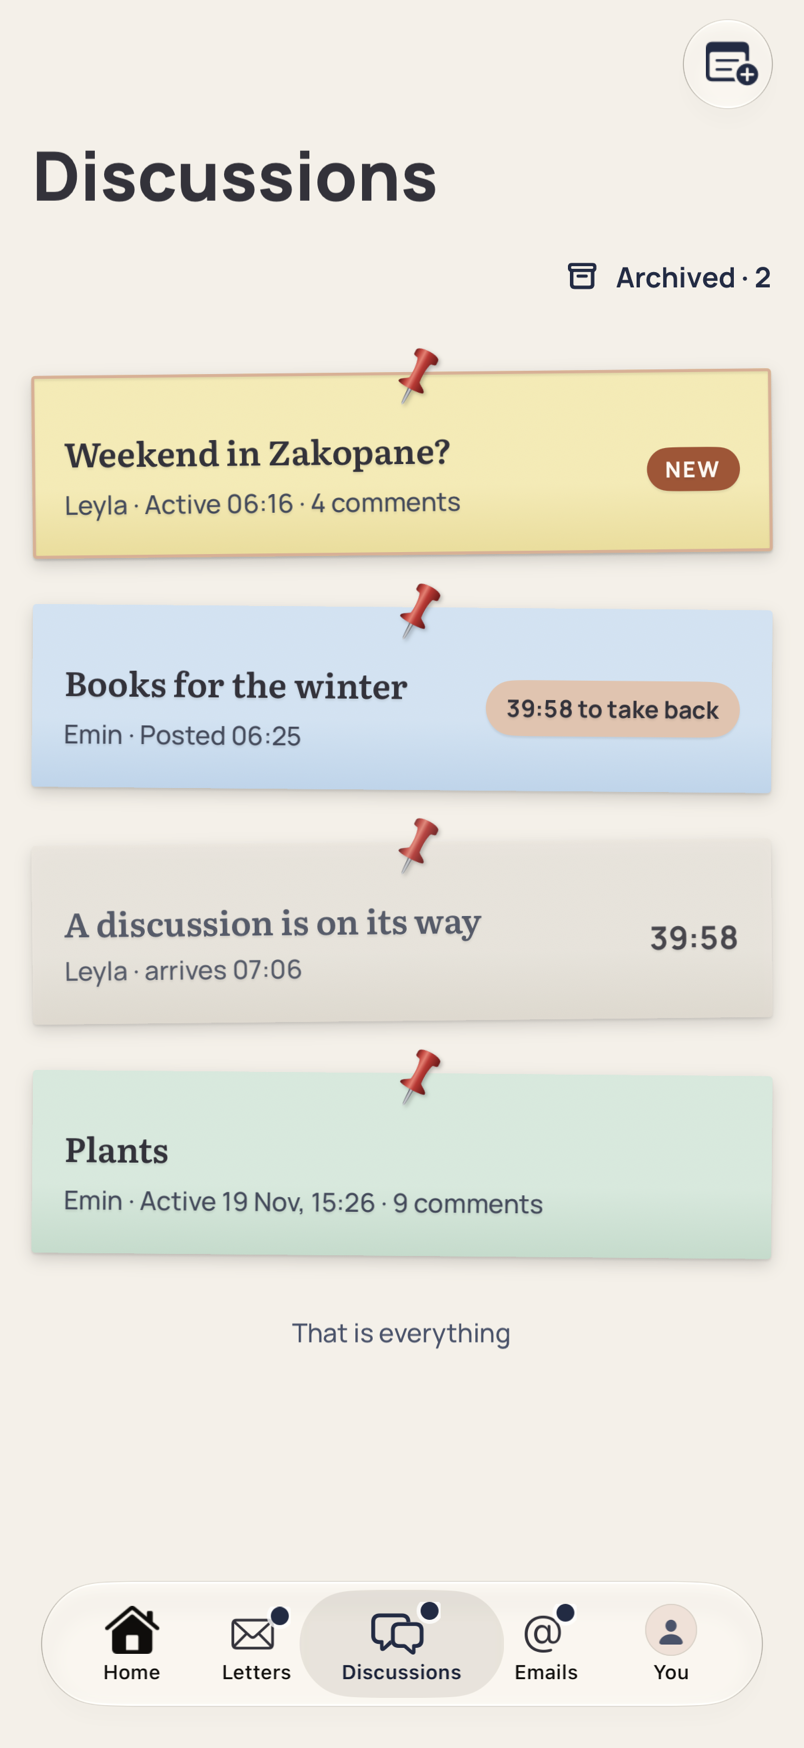 Discussions
Archived · 2
Weekend in Zakopane?
NEW
Leyla · Active 06:16 · 4 comments
Books for the winter
39:58 to take back
Emin · Posted 06:25
A discussion is on its way
39:58
Leyla · arrives 07:06
Plants
Emin · Active 19 Nov, 15:26 · 9 comments
That is everything
Home
Letters
Discussions
@
Emails
You